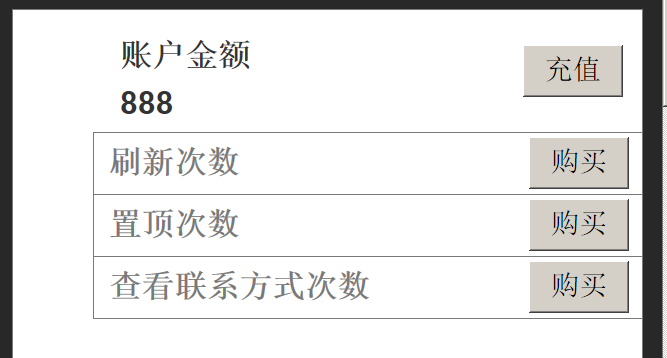 账户金额
充值
888
刷新次数 购买
置顶次数 购买
查看联系方式次数 购买